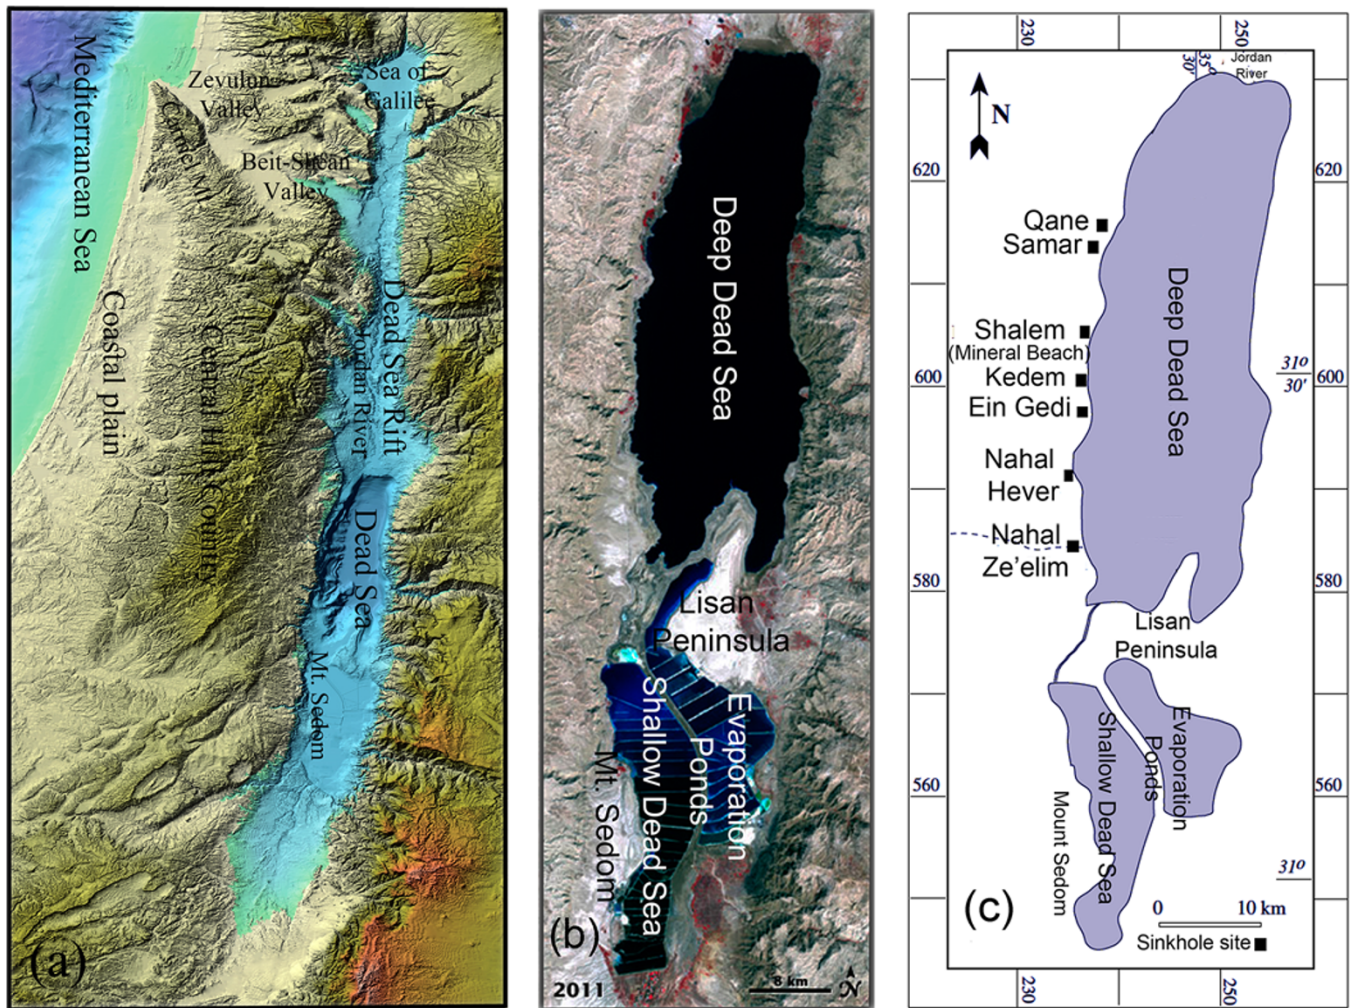 Mediterranean Sea
Zevulun
Valley
Carmel Mt.
Sea of
Galilee
Beit-Shean
Valley
Coastal plain
Central Hill Country
Jordan River
Dead Sea Rift
Dead Sea
Mt. Sedom
(a)
Deep Dead Sea
Lisan
Peninsula
Shallow Dead Sea
Evaporation
Ponds
Mt. Sedom
(b)
2011
8 km
N
230
250
35°
30'
Jordan
River
N
620
620
Qane
Samar
Shalem
(Mineral Beach)
Kedem
Ein Gedi
Deep Dead Sea
31°
30'
600
600
Nahal
Hever
Nahal
Ze'elim
580
580
Lisan
Peninsula
Shallow Dead Sea
Evaporation
Ponds
Mount Sedom
560
560
31°
(c)
0
10 km
Sinkhole site
230
250